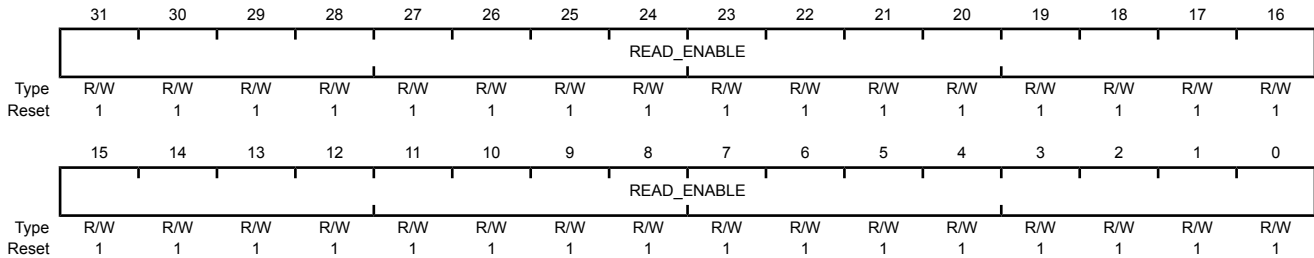 31 30 29 28 27 26 25 24 23 22 21 20 19 18 17 16
READ_ENABLE
Type R/W R/W R/W R/W R/W R/W R/W R/W R/W R/W R/W R/W R/W R/W R/W R/W
Reset 1 1 1 1 1 1 1 1 1 1 1 1 1 1 1 1
15 14 13 12 11 10 9 8 7 6 5 4 3 2 1 0
READ_ENABLE
Type R/W R/W R/W R/W R/W R/W R/W R/W R/W R/W R/W R/W R/W R/W R/W R/W
Reset 1 1 1 1 1 1 1 1 1 1 1 1 1 1 1 1